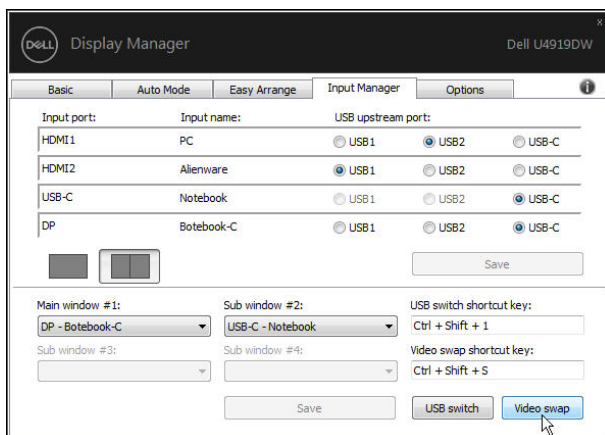 DELL Display Manager Dell U4919DW
x
Basic Auto Mode Easy Arrange Input Manager Options i
Input port: Input name: USB upstream port:
HDMI1 PC USB1 USB2 USB-C
HDMI2 Alienware USB1 USB2 USB-C
USB-C Notebook USB1 USB2 USB-C
DP Botebook-C USB1 USB2 USB-C
Save
Main window #1: Sub window #2: USB switch shortcut key:
DP - Botebook-C USB-C - Notebook Ctrl + Shift + 1
Sub window #3: Sub window #4: Video swap shortcut key:
Ctrl + Shift + S
Save USB switch Video swap